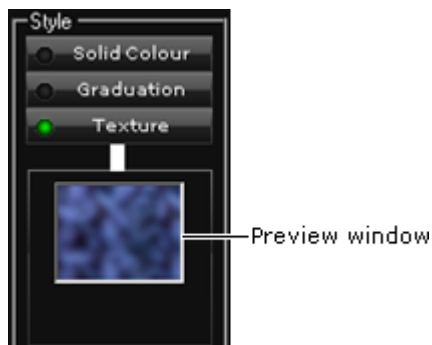 Style
Solid Colour
Graduation
Texture
Preview window